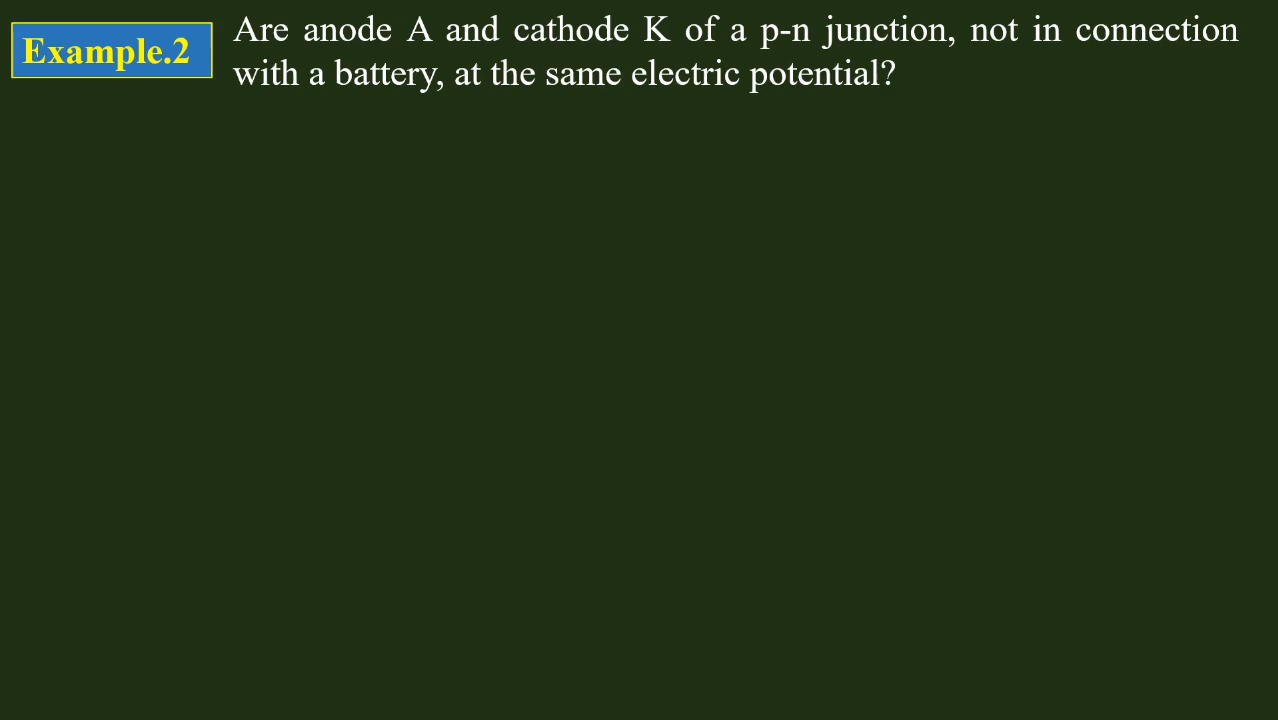 Example.2
Are anode A and cathode K of a p-n junction, not in connection
with a battery, at the same electric potential?